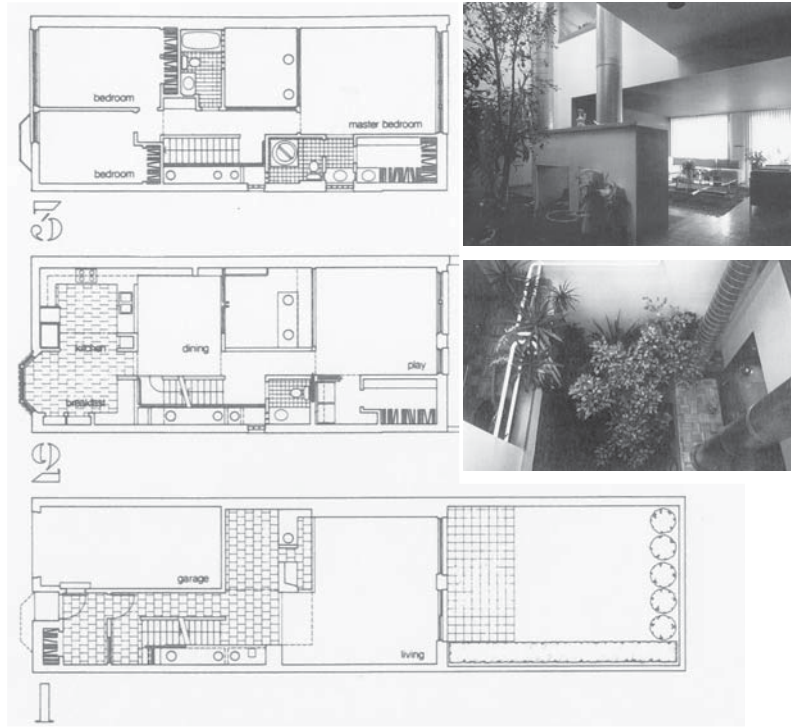 bedroom
bedroom
master bedroom
3
kitchen
dining
play
breakfast
2
garage
living
1